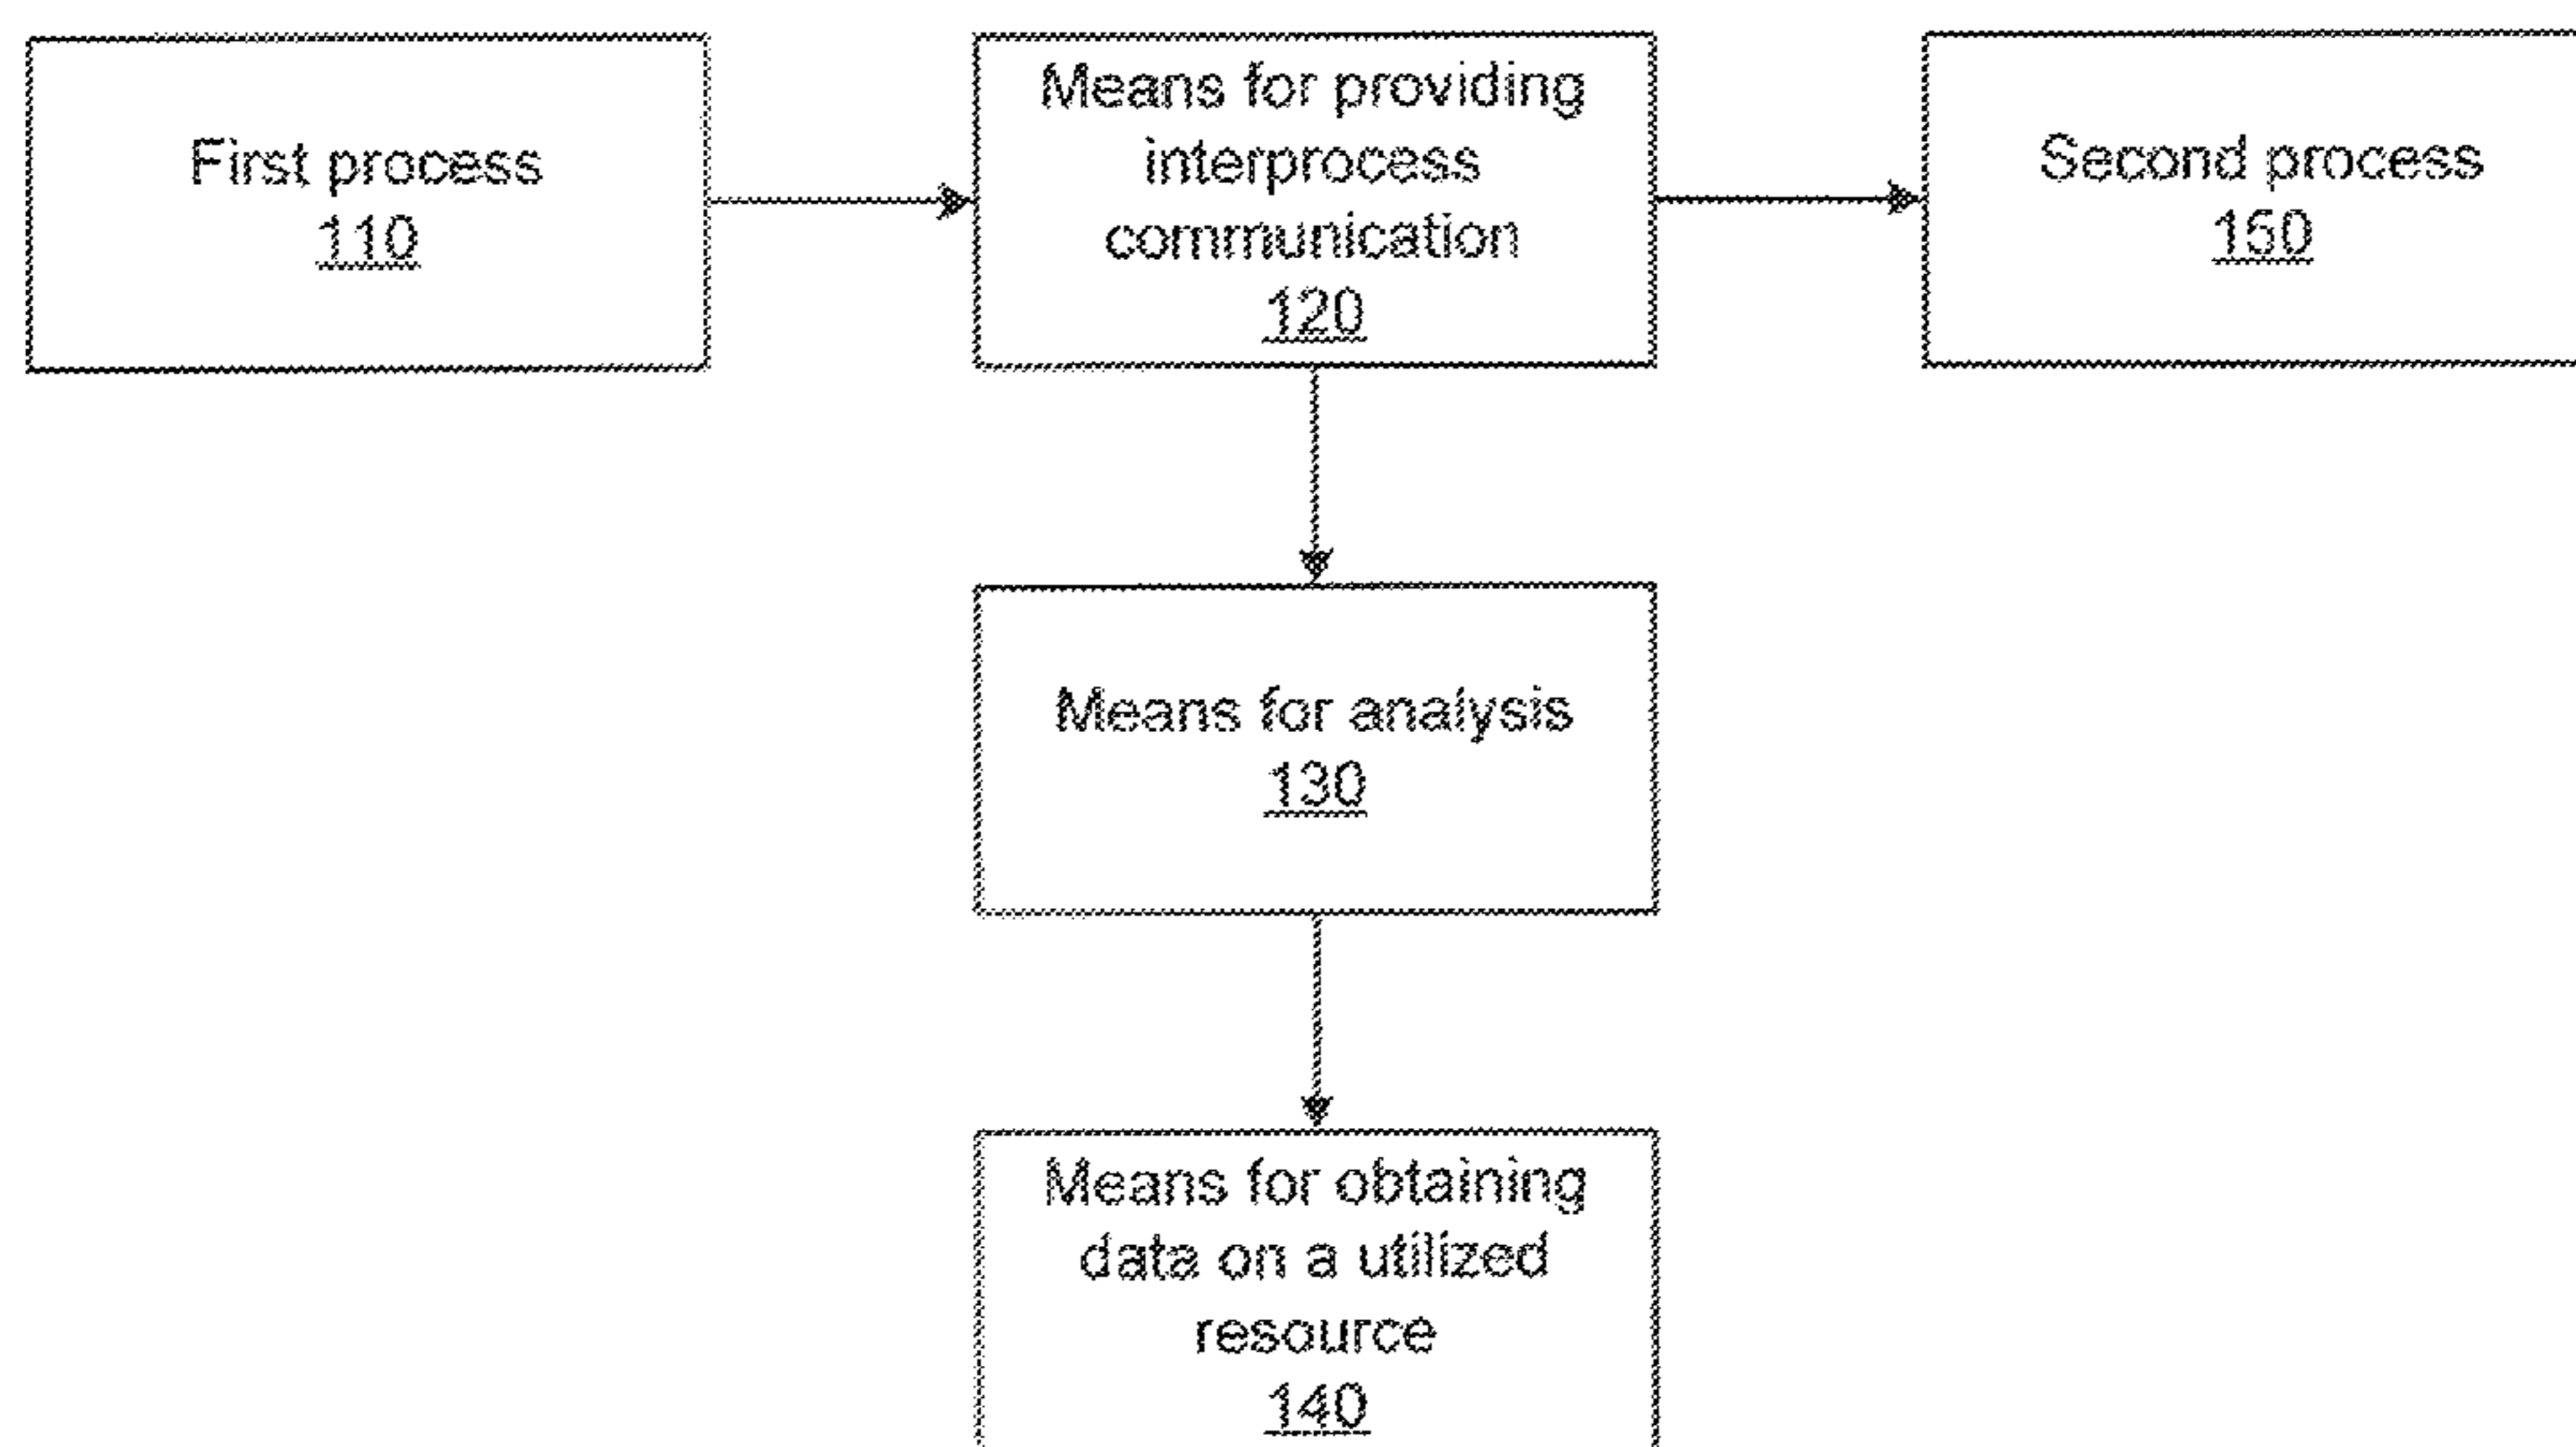 First process
110
Means for providing
interprocess
communication
120
Second process
150
Means for analysis
130
Means for obtaining
data on a utilized
resource
140